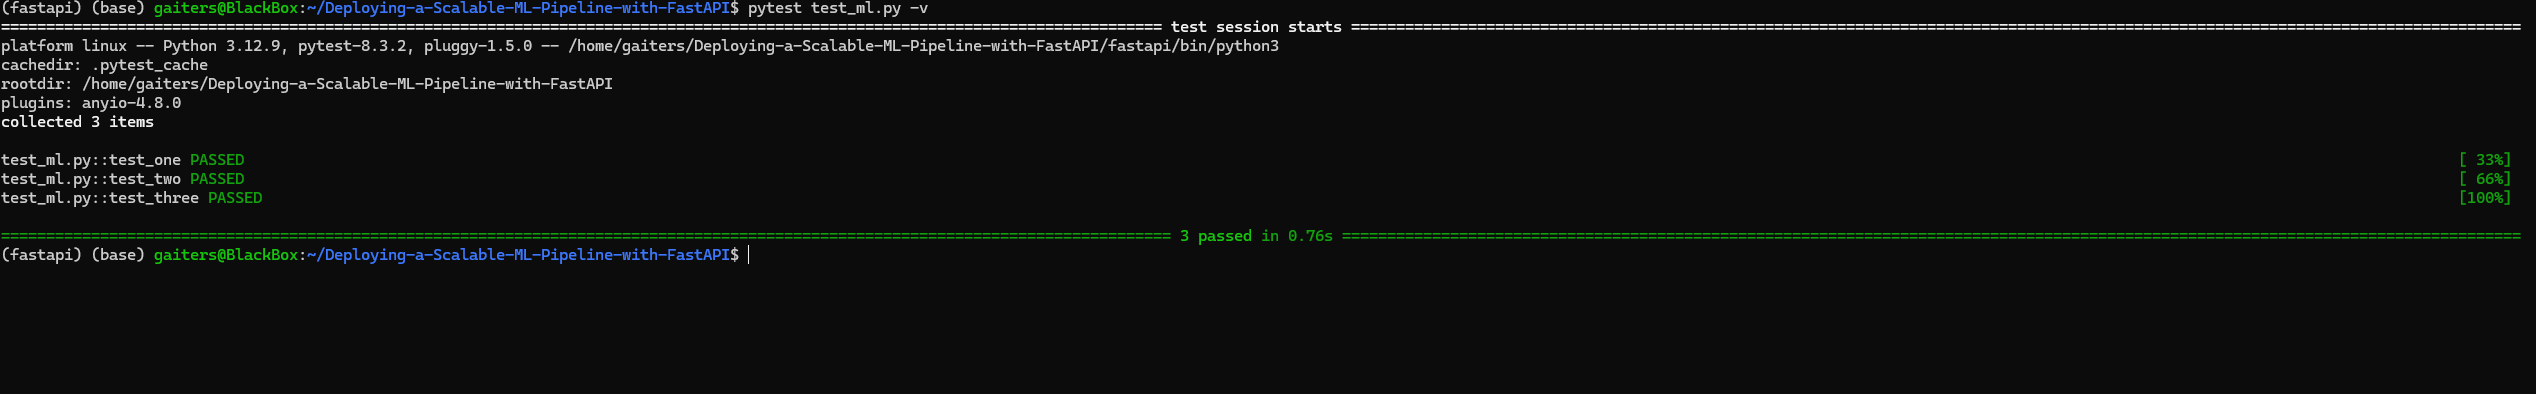 (fastapi) (base) gaiters@BlackBox:~/Deploying-a-Scalable-ML-Pipeline-with-FastAPI$ pytest test_ml.py -v
================================ test session starts ================================
platform linux -- Python 3.12.9, pytest-8.3.2, pluggy-1.5.0 -- /home/gaiters/Deploying-a-Scalable-ML-Pipeline-with-FastAPI/fastapi/bin/python3
cachedir: .pytest_cache
rootdir: /home/gaiters/Deploying-a-Scalable-ML-Pipeline-with-FastAPI
plugins: anyio-4.8.0
collected 3 items
test_ml.py::test_one PASSED [ 33%]
test_ml.py::test_two PASSED [ 66%]
test_ml.py::test_three PASSED [100%]
================================ 3 passed in 0.76s ================================
(fastapi) (base) gaiters@BlackBox:~/Deploying-a-Scalable-ML-Pipeline-with-FastAPI$